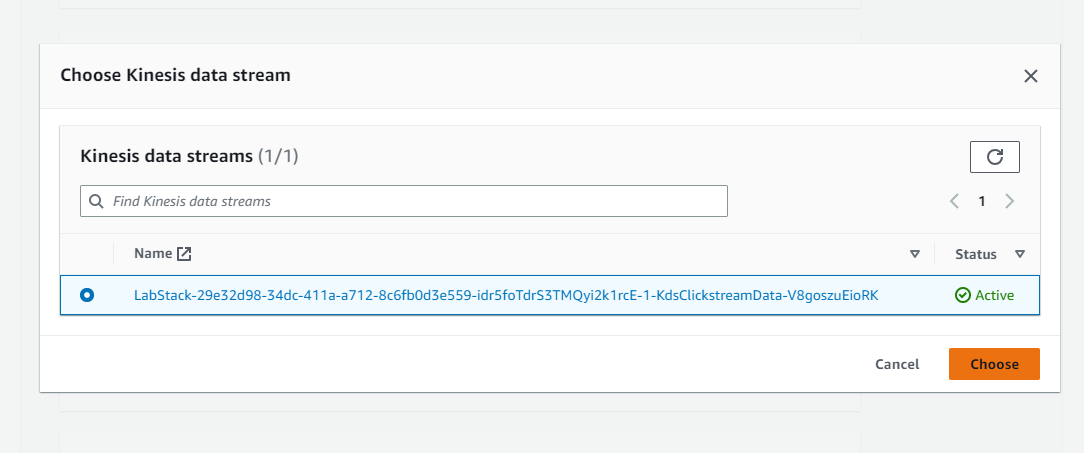 Choose Kinesis data stream
Kinesis data streams (1/1)
Find Kinesis data streams
1
Name
Status
LabStack-29e32d98-34dc-411a-a712-8c6fb0d3e559-idr5foTdrS3TMQyi2k1rcE-1-KdsClickstreamData-V8goszuEioRK
Active
Cancel
Choose